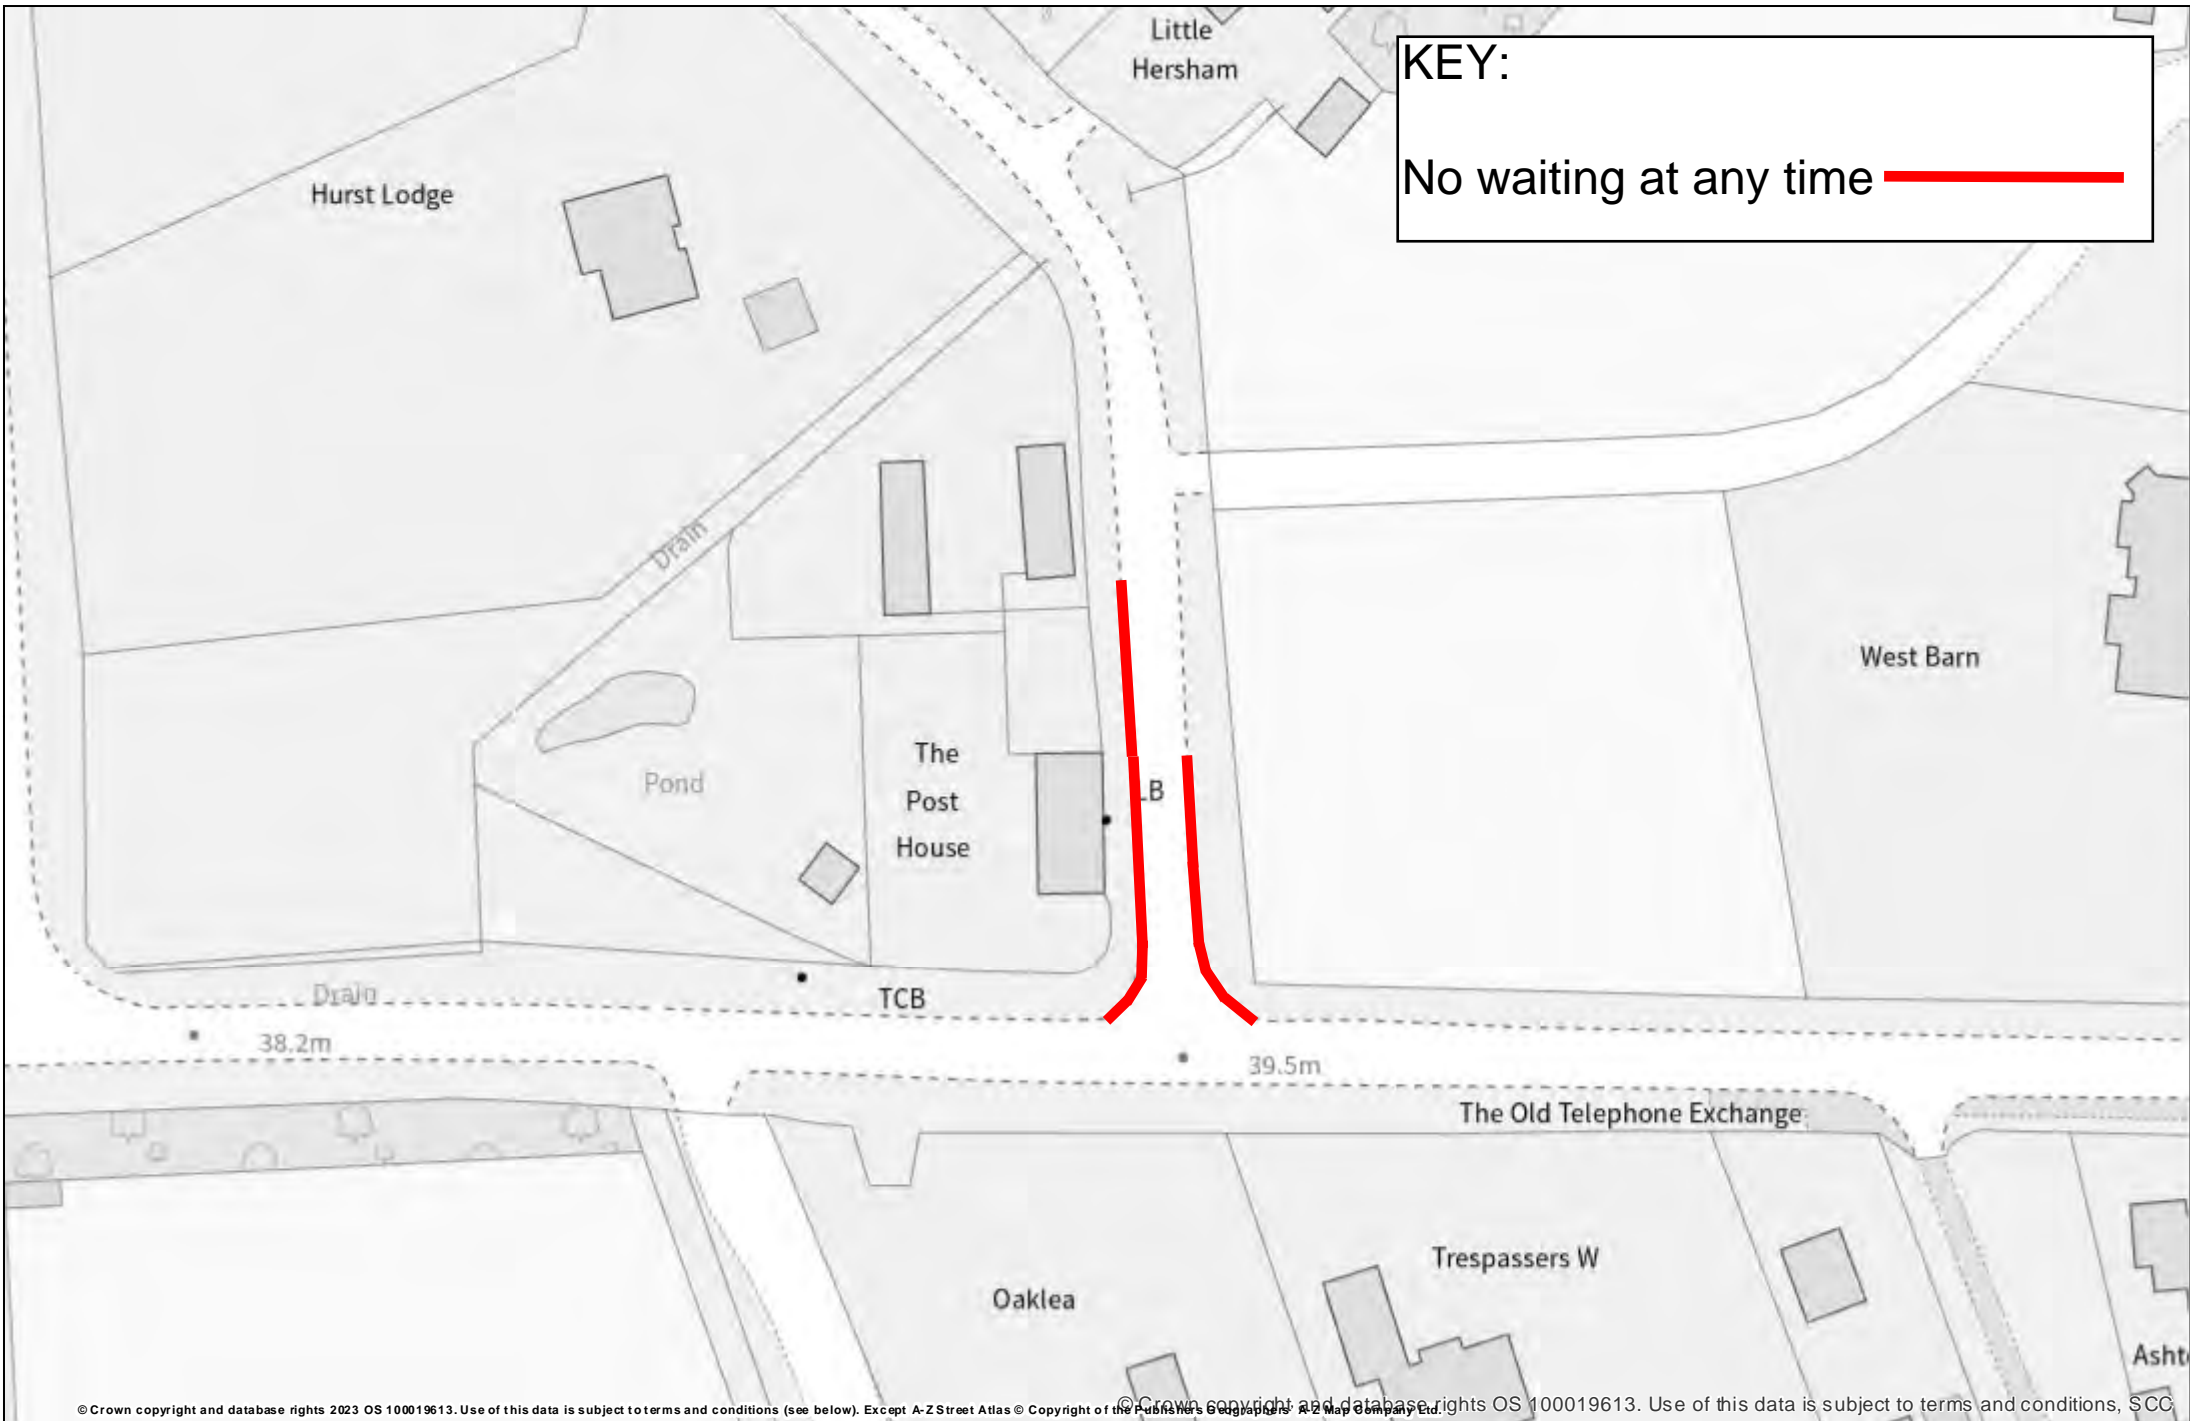 Little
Hersham
KEY:
No waiting at any time
Hurst Lodge
Drain
West Barn
The
Post
House
Pond
LB
Drain
TCB
38.2m
39.5m
The Old Telephone Exchange
Trespassers W
Oaklea
Asht
© Crown copyright and database rights 2023 OS 100019613. Use of this data is subject to terms and conditions (see below). Except A-Z Street Atlas © Copyright of the Publishers Geographers' A-Z Map Company Ltd.
© Crown copyright and database rights OS 100019613. Use of this data is subject to terms and conditions, SCC